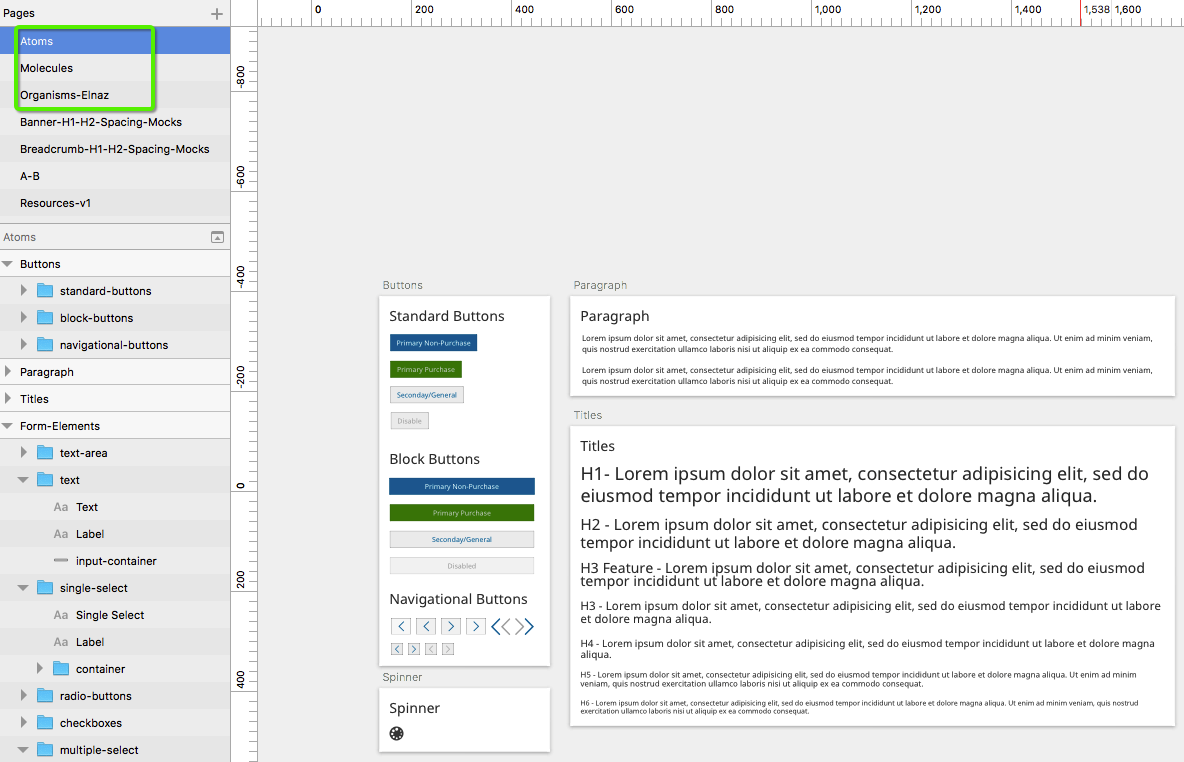 Pages
Atoms
Molecules
Organisms-Elnaz
Banner-H1-H2-Spacing-Mocks
Breadcrumb-H1-H2-Spacing-Mocks
A-B
Resources-v1
Atoms
Buttons
standard-buttons
block-buttons
navigational-buttons
Paragraph
Titles
Form-Elements
text-area
text
Aa Text
Aa Label
input-container
single-select
Aa Single Select
Aa Label
container
radio-buttons
checkboxes
multiple-select
0 200 400 600 800 1,000 1,200 1,400 1,538 1,600
-800
-600
-400
-200
0
200
400
Buttons
Standard Buttons
Primary Non-Purchase
Primary Purchase
Seconday/General
Disable
Block Buttons
Primary Non-Purchase
Primary Purchase
Seconday/General
Disabled
Navigational Buttons
Spinner
Spinner
Paragraph
Paragraph
Lorem ipsum dolor sit amet, consectetur adipisicing elit, sed do eiusmod tempor incididunt ut labore et dolore magna aliqua. Ut enim ad minim veniam,
quis nostrud exercitation ullamco laboris nisi ut aliquip ex ea commodo consequat.
Lorem ipsum dolor sit amet, consectetur adipisicing elit, sed do eiusmod tempor incididunt ut labore et dolore magna aliqua. Ut enim ad minim veniam,
quis nostrud exercitation ullamco laboris nisi ut aliquip ex ea commodo consequat.
Titles
Titles
H1- Lorem ipsum dolor sit amet, consectetur adipisicing elit, sed do
eiusmod tempor incididunt ut labore et dolore magna aliqua.
H2 - Lorem ipsum dolor sit amet, consectetur adipisicing elit, sed do eiusmod
tempor incididunt ut labore et dolore magna aliqua.
H3 Feature - Lorem ipsum dolor sit amet, consectetur adipisicing elit, sed do eiusmod
tempor incididunt ut labore et dolore magna aliqua.
H3 - Lorem ipsum dolor sit amet, consectetur adipisicing elit, sed do eiusmod tempor incididunt ut labore
et dolore magna aliqua.
H4 - Lorem ipsum dolor sit amet, consectetur adipisicing elit, sed do eiusmod tempor incididunt ut labore et dolore magna
aliqua.
H5 - Lorem ipsum dolor sit amet, consectetur adipisicing elit, sed do eiusmod tempor incididunt ut labore et dolore magna aliqua. Ut enim ad minim
veniam, quis nostrud exercitation ullamco laboris nisi ut aliquip ex ea commodo consequat.
H6 - Lorem ipsum dolor sit amet, consectetur adipisicing elit, sed do eiusmod tempor incididunt ut labore et dolore magna aliqua. Ut enim ad minim veniam, quis nostrud
exercitation ullamco laboris nisi ut aliquip ex ea commodo consequat.